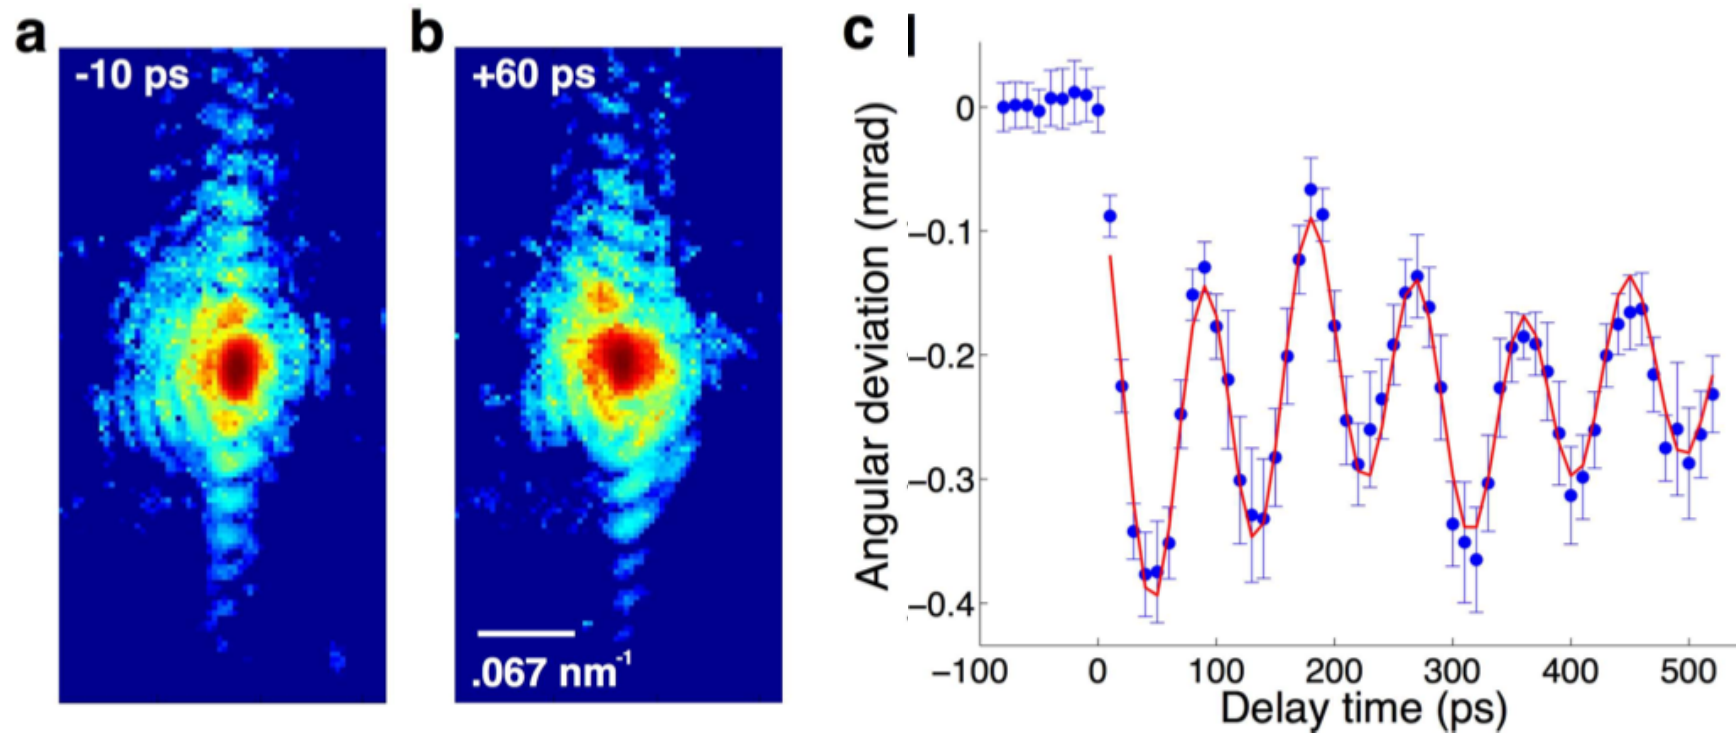 a
-10 ps
b
+60 ps
.067 nm⁻¹
c
Angular deviation (mrad)
0
−0.1
−0.2
−0.3
−0.4
−100 0 100 200 300 400 500
Delay time (ps)